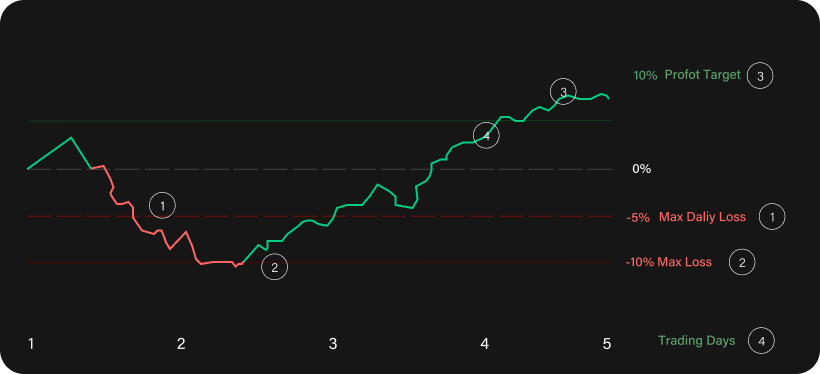 10% Profot Target 3
3
4
0%
1
-5% Max Daliy Loss 1
2
-10% Max Loss 2
Trading Days 4
1 2 3 4 5